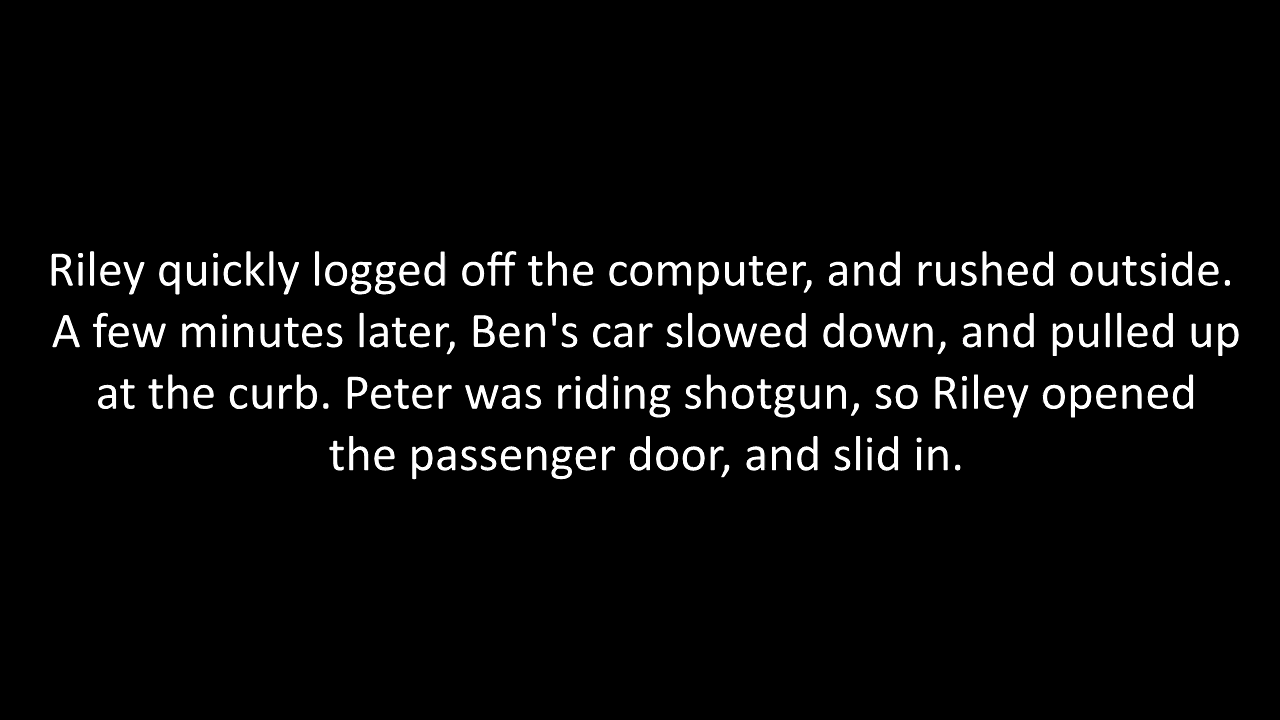 Riley quickly logged off the computer, and rushed outside.
A few minutes later, Ben's car slowed down, and pulled up
at the curb. Peter was riding shotgun, so Riley opened
the passenger door, and slid in.